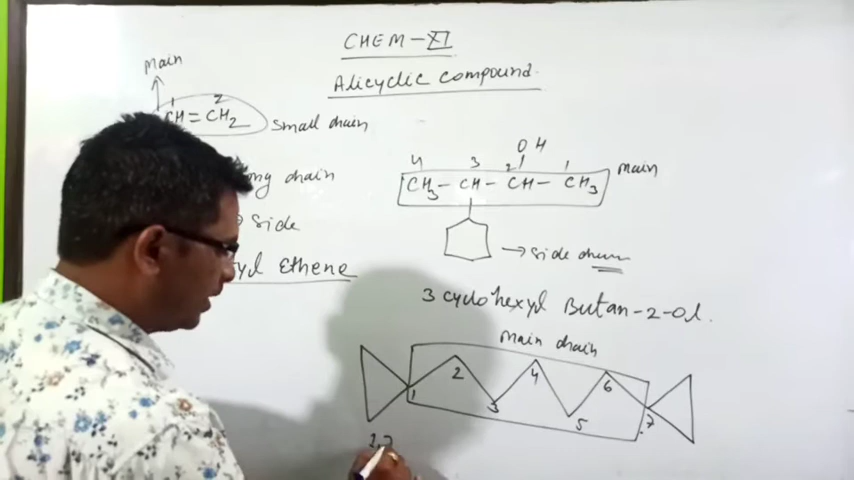 CHEM-XI
Alicyclic Compound
Main
1 2
CH=CH2 Small chain
long chain
Side
yl Ethene
OH
4 3 2 1
CH3-CH-CH-CH3 main
→ side chain
3 cyclohexyl Butan-2-Ol.
main chain
1 2 3 4 5 6 7
1,7